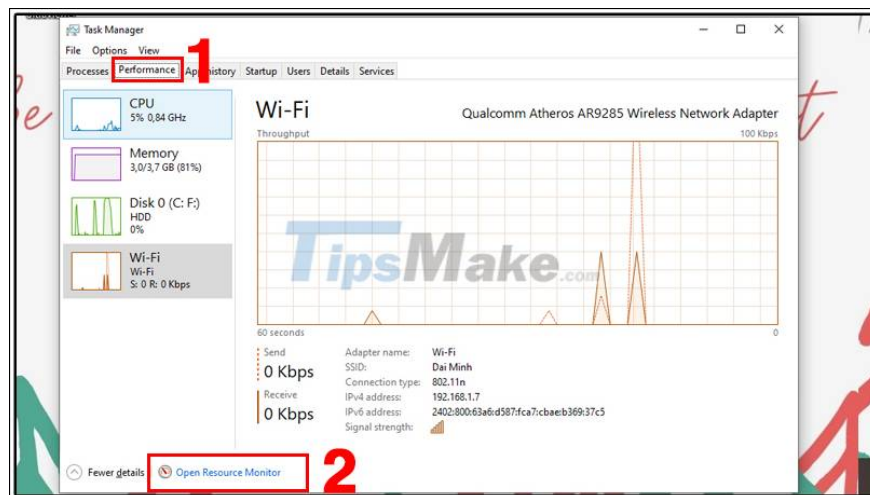 Task Manager
File Options View
1
Processes Performance App history Startup Users Details Services
CPU
5% 0,84 GHz
Memory
3,0/3,7 GB (81%)
Disk 0 (C: F:)
HDD
0%
Wi-Fi
Wi-Fi
S: 0 R: 0 Kbps
Wi-Fi
Qualcomm Atheros AR9285 Wireless Network Adapter
Throughput
100 Kbps
TipsMake.com
60 seconds
0
Send
0 Kbps
Receive
0 Kbps
Adapter name: Wi-Fi
SSID: Dai Minh
Connection type: 802.11n
IPv4 address: 192.168.1.7
IPv6 address: 2402:800:63a6:d587:fca7:cbae:b369:37c5
Signal strength:
Fewer details
Open Resource Monitor
2
be